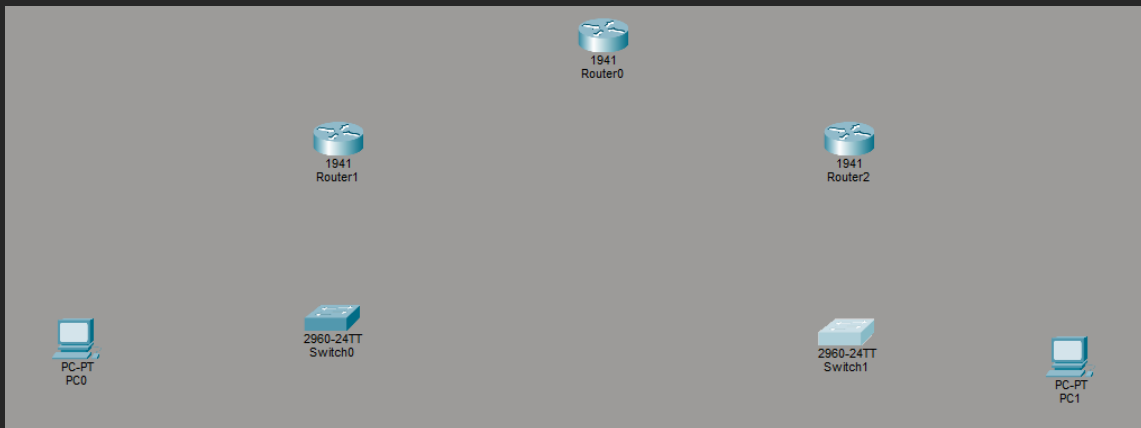 1941
Router0
1941
Router1
1941
Router2
2960-24TT
Switch0
2960-24TT
Switch1
PC-PT
PC0
PC-PT
PC1